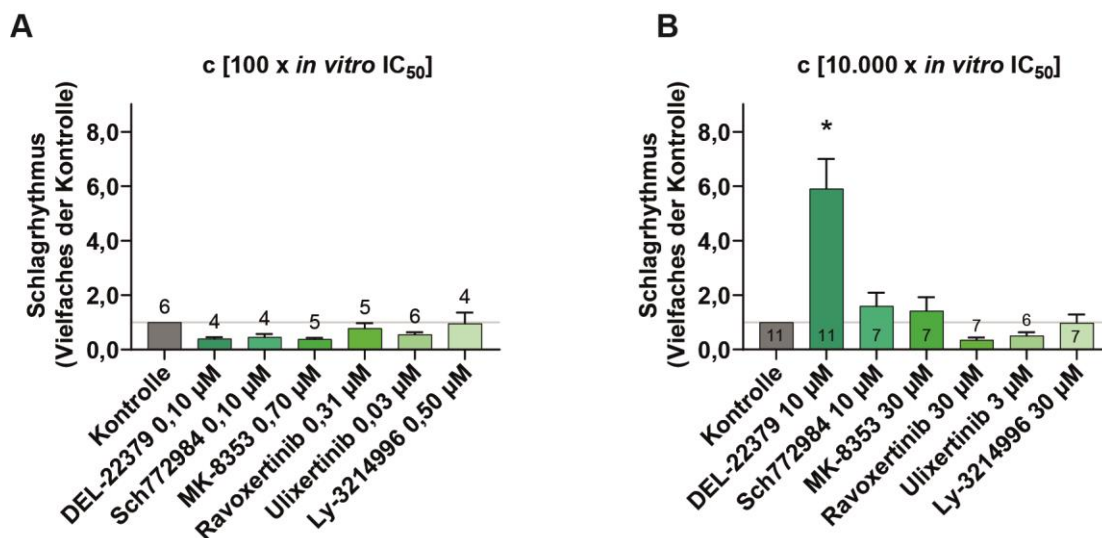 A
c [100 x in vitro IC50]
Schlagrhythmus
(Vielfaches der Kontrolle)
8,0
6,0
4,0
2,0
0,0
6
4
4
5
5
6
4
Kontrolle
DEL-22379 0,10 µM
Sch772984 0,10 µM
MK-8353 0,70 µM
Ravoxertinib 0,31 µM
Ulixertinib 0,03 µM
Ly-3214996 0,50 µM
B
c [10.000 x in vitro IC50]
Schlagrhythmus
(Vielfaches der Kontrolle)
8,0
6,0
4,0
2,0
0,0
*
11
11
7
7
7
6
7
Kontrolle
DEL-22379 10 µM
Sch772984 10 µM
MK-8353 30 µM
Ravoxertinib 30 µM
Ulixertinib 3 µM
Ly-3214996 30 µM